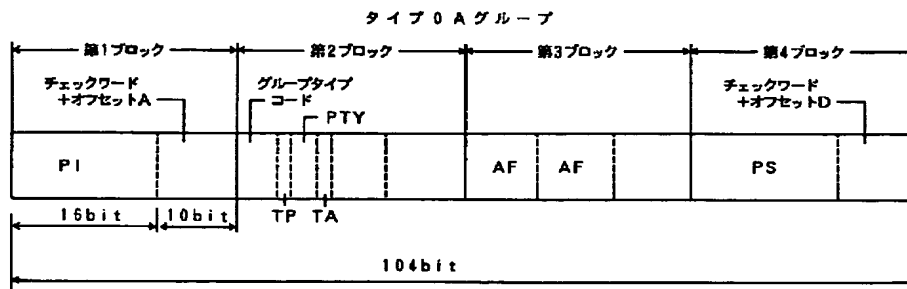 タイプ0Aグループ
第1ブロック
第2ブロック
第3ブロック
第4ブロック
チェックワード
+オフセットA
グループタイプ
コード
PTY
チェックワード
+オフセットD
PI
AF
AF
PS
16bit
10bit
TP
TA
104bit